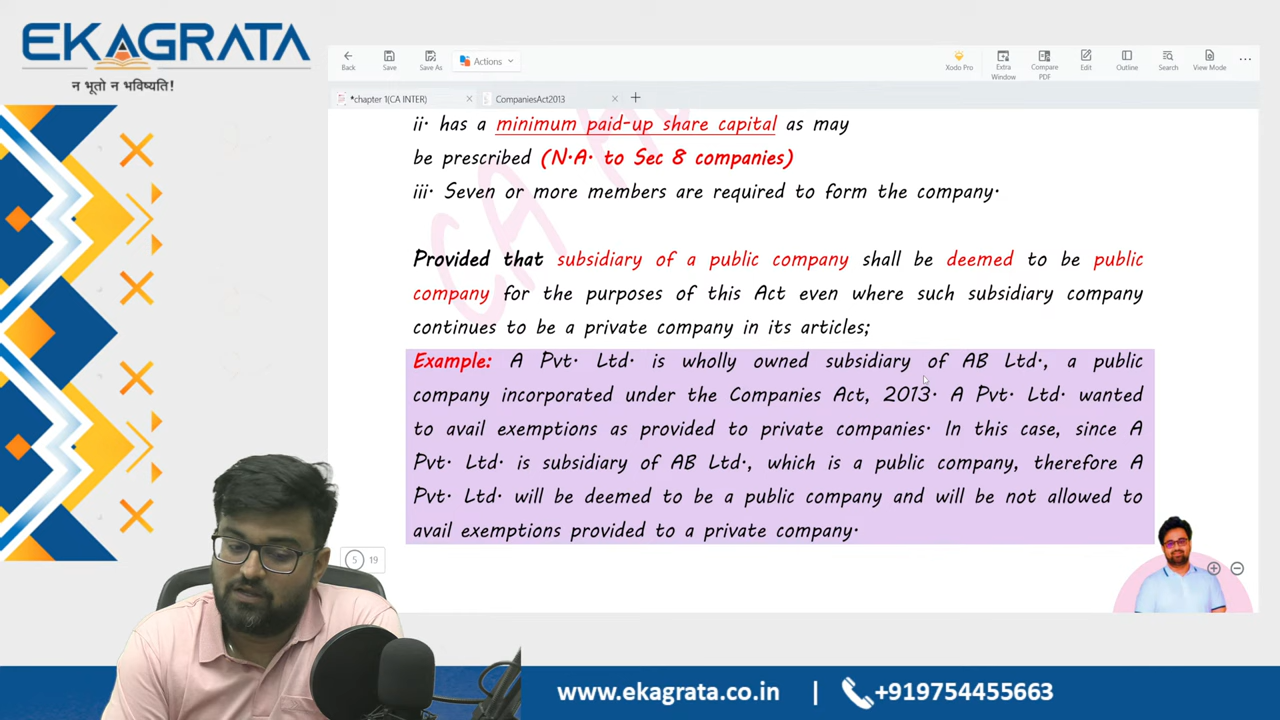 EKAGRATA
न भूतो न भविष्यति!
Back
Save
Save As
Actions
Xodo Pro
Extra Window
Compare PDF
Edit
Outline
Search
View Mode
*chapter 1(CA INTER)
CompaniesAct2013
ii. has a minimum paid-up share capital as may
be prescribed (N.A. to Sec 8 companies)
iii. Seven or more members are required to form the company.
Provided that subsidiary of a public company shall be deemed to be public
company for the purposes of this Act even where such subsidiary company
continues to be a private company in its articles;
Example: A Pvt. Ltd. is wholly owned subsidiary of AB Ltd., a public
company incorporated under the Companies Act, 2013. A Pvt. Ltd. wanted
to avail exemptions as provided to private companies. In this case, since A
Pvt. Ltd. is subsidiary of AB Ltd., which is a public company, therefore A
Pvt. Ltd. will be deemed to be a public company and will be not allowed to
avail exemptions provided to a private company.
5 19
www.ekagrata.co.in | +919754455663